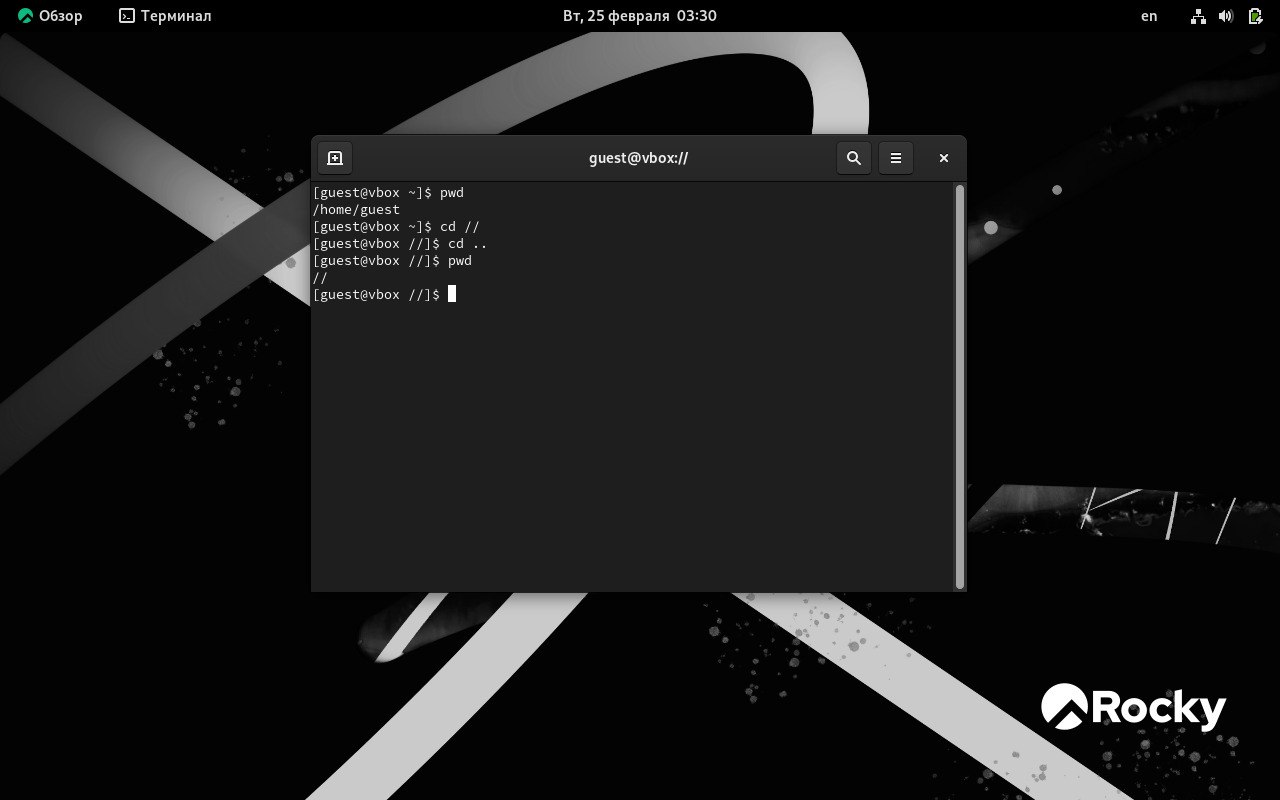 Обзор Терминал Вт, 25 февраля 03:30 en
guest@vbox://
[guest@vbox ~]$ pwd
/home/guest
[guest@vbox ~]$ cd //
[guest@vbox //]$ cd ..
[guest@vbox //]$ pwd
//
[guest@vbox //]$
Rocky